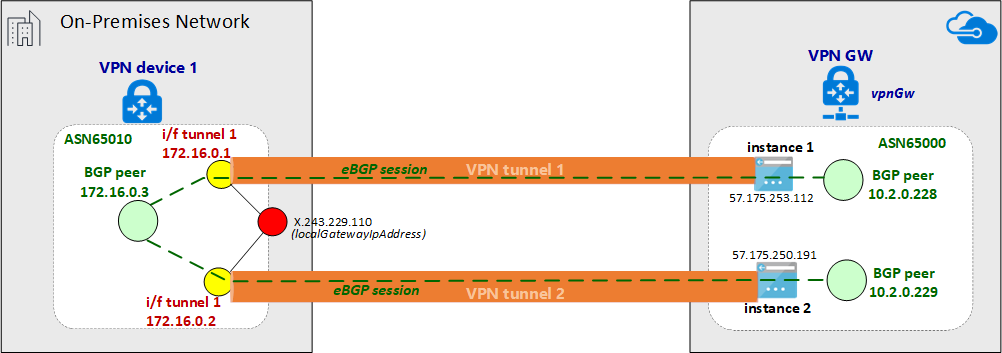 On-Premises Network
VPN device 1
ASN65010
i/f tunnel 1
172.16.0.1
BGP peer
172.16.0.3
eBGP session
VPN tunnel 1
X.243.229.110
(localGatewayIpAddress)
eBGP session
VPN tunnel 2
i/f tunnel 1
172.16.0.2
VPN GW
vpnGw
ASN65000
instance 1
57.175.253.112
BGP peer
10.2.0.228
57.175.250.191
instance 2
BGP peer
10.2.0.229